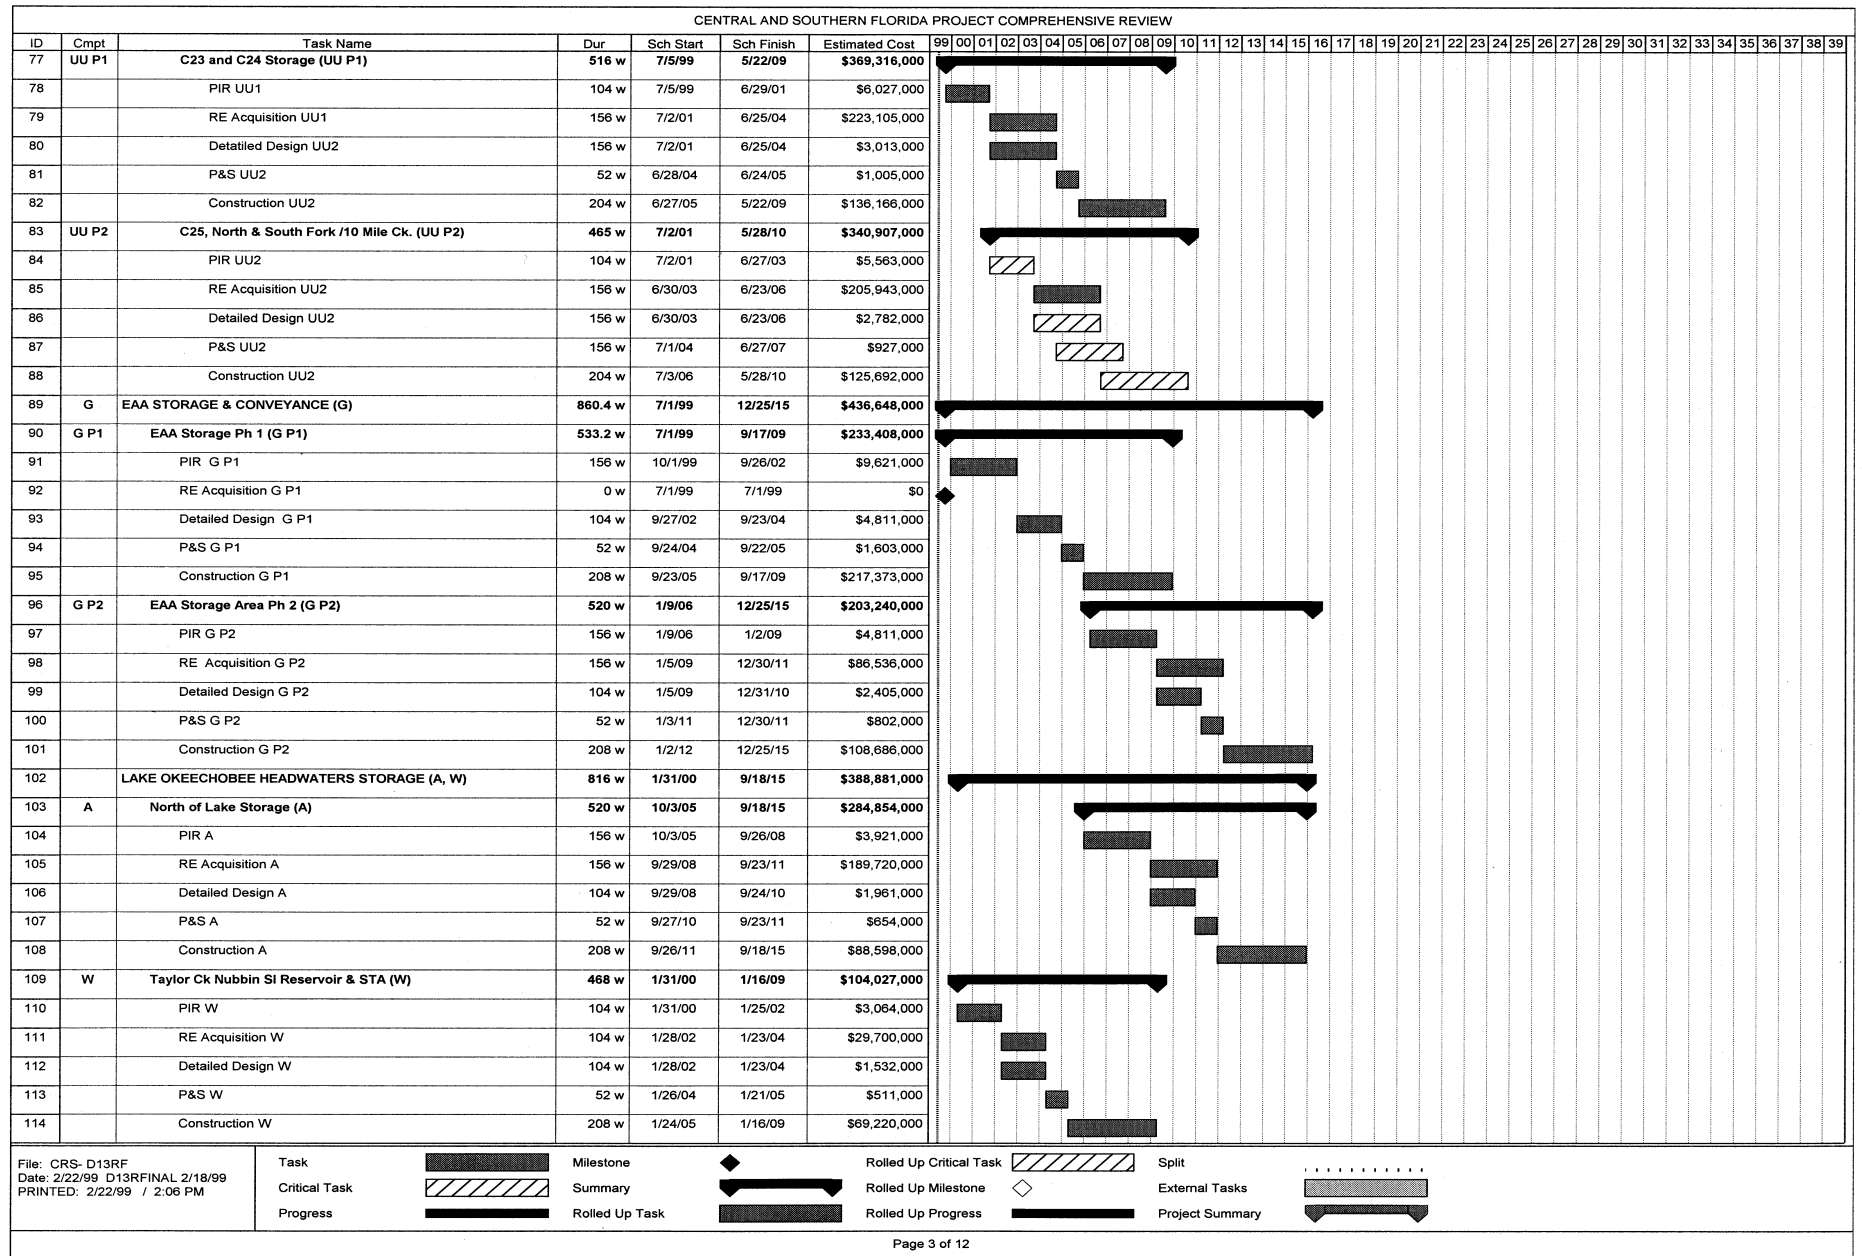 CENTRAL AND SOUTHERN FLORIDA PROJECT COMPREHENSIVE REVIEW
ID Cmpt Task Name Dur Sch Start Sch Finish Estimated Cost 99 00 01 02 03 04 05 06 07 08 09 10 11 12 13 14 15 16 17 18 19 20 21 22 23 24 25 26 27 28 29 30 31 32 33 34 35 36 37 38 39
77 UU P1 C23 and C24 Storage (UU P1) 516 w 7/5/99 5/22/09 $369,316,000
78 PIR UU1 104 w 7/5/99 6/29/01 $6,027,000
79 RE Acquisition UU1 156 w 7/2/01 6/25/04 $223,105,000
80 Detatiled Design UU2 156 w 7/2/01 6/25/04 $3,013,000
81 P&S UU2 52 w 6/28/04 6/24/05 $1,005,000
82 Construction UU2 204 w 6/27/05 5/22/09 $136,166,000
83 UU P2 C25, North & South Fork /10 Mile Ck. (UU P2) 465 w 7/2/01 5/28/10 $340,907,000
84 PIR UU2 104 w 7/2/01 6/27/03 $5,563,000
85 RE Acquisition UU2 156 w 6/30/03 6/23/06 $205,943,000
86 Detailed Design UU2 156 w 6/30/03 6/23/06 $2,782,000
87 P&S UU2 156 w 7/1/04 6/27/07 $927,000
88 Construction UU2 204 w 7/3/06 5/28/10 $125,692,000
89 G EAA STORAGE & CONVEYANCE (G) 860.4 w 7/1/99 12/25/15 $436,648,000
90 G P1 EAA Storage Ph 1 (G P1) 533.2 w 7/1/99 9/17/09 $233,408,000
91 PIR G P1 156 w 10/1/99 9/26/02 $9,621,000
92 RE Acquisition G P1 0 w 7/1/99 7/1/99 $0
93 Detailed Design G P1 104 w 9/27/02 9/23/04 $4,811,000
94 P&S G P1 52 w 9/24/04 9/22/05 $1,603,000
95 Construction G P1 208 w 9/23/05 9/17/09 $217,373,000
96 G P2 EAA Storage Area Ph 2 (G P2) 520 w 1/9/06 12/25/15 $203,240,000
97 PIR G P2 156 w 1/9/06 1/2/09 $4,811,000
98 RE Acquisition G P2 156 w 1/5/09 12/30/11 $86,536,000
99 Detailed Design G P2 104 w 1/5/09 12/31/10 $2,405,000
100 P&S G P2 52 w 1/3/11 12/30/11 $802,000
101 Construction G P2 208 w 1/2/12 12/25/15 $108,686,000
102 LAKE OKEECHOBEE HEADWATERS STORAGE (A, W) 816 w 1/31/00 9/18/15 $388,881,000
103 A North of Lake Storage (A) 520 w 10/3/05 9/18/15 $284,854,000
104 PIR A 156 w 10/3/05 9/26/08 $3,921,000
105 RE Acquisition A 156 w 9/29/08 9/23/11 $189,720,000
106 Detailed Design A 104 w 9/29/08 9/24/10 $1,961,000
107 P&S A 52 w 9/27/10 9/23/11 $654,000
108 Construction A 208 w 9/26/11 9/18/15 $88,598,000
109 W Taylor Ck Nubbin Sl Reservoir & STA (W) 468 w 1/31/00 1/16/09 $104,027,000
110 PIR W 104 w 1/31/00 1/25/02 $3,064,000
111 RE Acquisition W 104 w 1/28/02 1/23/04 $29,700,000
112 Detailed Design W 104 w 1/28/02 1/23/04 $1,532,000
113 P&S W 52 w 1/26/04 1/21/05 $511,000
114 Construction W 208 w 1/24/05 1/16/09 $69,220,000
File: CRS- D13RF
Date: 2/22/99 D13RFINAL 2/18/99
PRINTED: 2/22/99 / 2:06 PM
Task Milestone Rolled Up Critical Task Split
Critical Task Summary Rolled Up Milestone External Tasks
Progress Rolled Up Task Rolled Up Progress Project Summary
Page 3 of 12